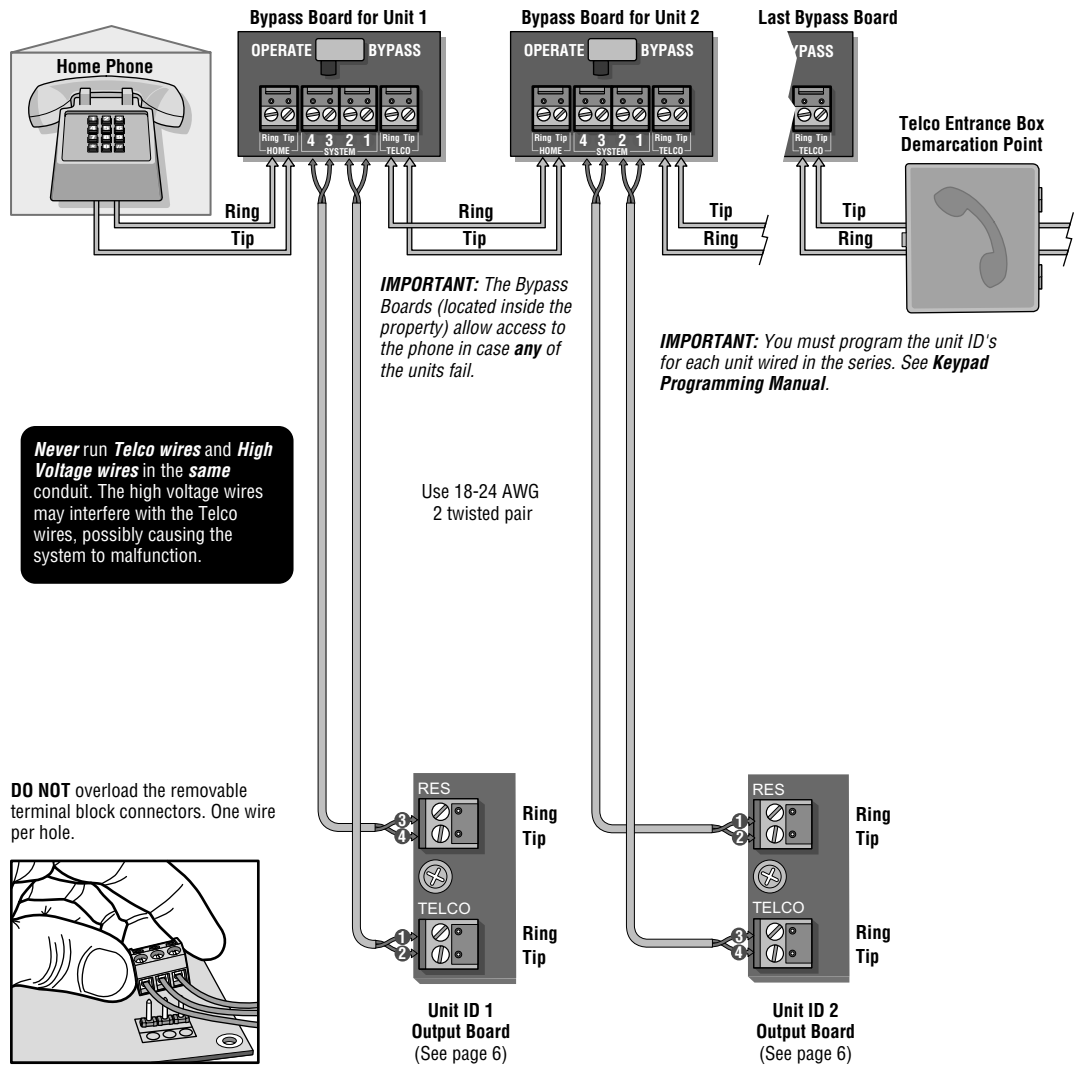 Bypass Board for Unit 1
Bypass Board for Unit 2
Last Bypass Board
OPERATE BYPASS
OPERATE BYPASS
YPASS
Home Phone
Ring Tip 4 3 2 1 Ring Tip
HOME SYSTEM TELCO
Ring Tip 4 3 2 1 Ring Tip
HOME SYSTEM TELCO
Ring Tip
TELCO
Telco Entrance Box
Demarcation Point
Ring
Tip
Ring
Tip
Tip
Ring
Tip
Ring
IMPORTANT: The Bypass
Boards (located inside the
property) allow access to
the phone in case any of
the units fail.
IMPORTANT: You must program the unit ID's
for each unit wired in the series. See Keypad
Programming Manual.
Never run Telco wires and High
Voltage wires in the same
conduit. The high voltage wires
may interfere with the Telco
wires, possibly causing the
system to malfunction.
Use 18-24 AWG
2 twisted pair
DO NOT overload the removable
terminal block connectors. One wire
per hole.
RES
3
4
Ring
Tip
TELCO
1
2
Ring
Tip
Unit ID 1
Output Board
(See page 6)
RES
1
2
Ring
Tip
TELCO
3
4
Ring
Tip
Unit ID 2
Output Board
(See page 6)